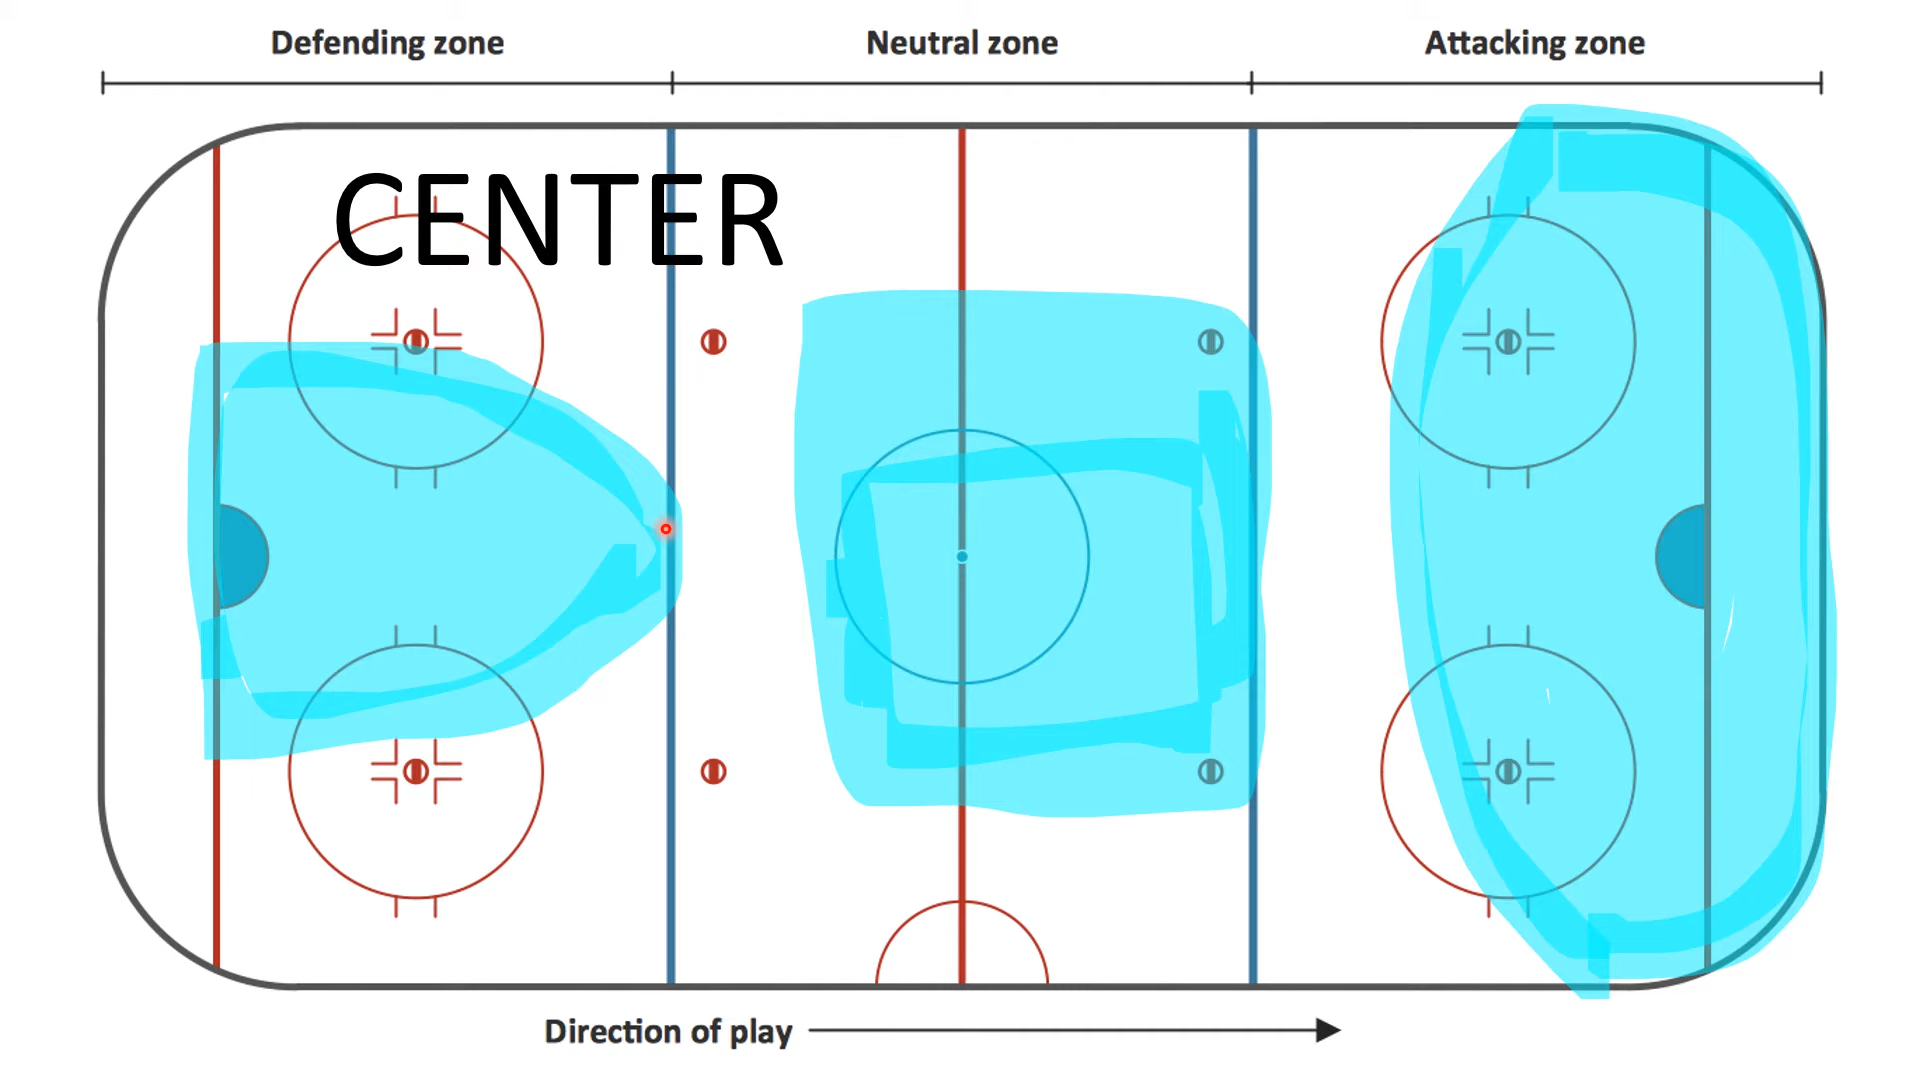 Defending zone
Neutral zone
Attacking zone
CENTER
Direction of play